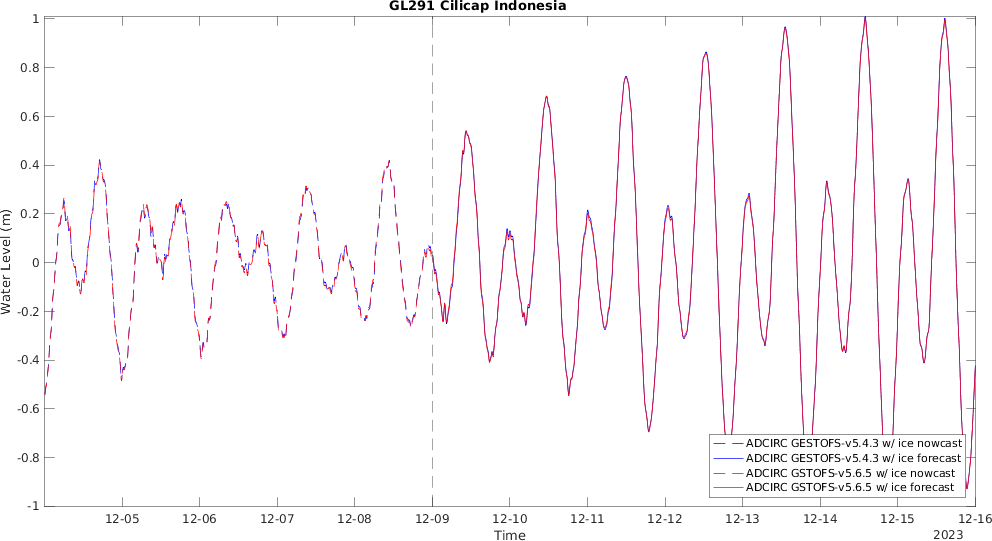 GL291 Cilicap Indonesia
1
0.8
0.6
0.4
0.2
0
-0.2
-0.4
-0.6
-0.8
-1
Water Level (m)
ADCIRC GESTOFS-v5.4.3 w/ ice nowcast
ADCIRC GESTOFS-v5.4.3 w/ ice forecast
ADCIRC GSTOFS-v5.6.5 w/ ice nowcast
ADCIRC GSTOFS-v5.6.5 w/ ice forecast
12-05 12-06 12-07 12-08 12-09 12-10 12-11 12-12 12-13 12-14 12-15 12-16
Time
2023